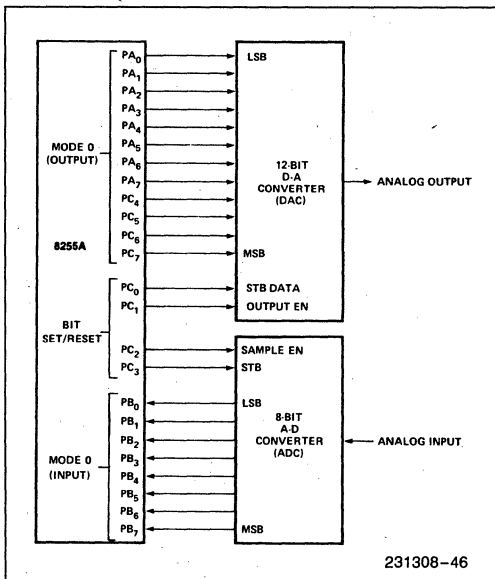 PA0 LSB
PA1
PA2
PA3
MODE 0 PA4
(OUTPUT) PA5 12-BIT
PA6 D-A
PA7 CONVERTER ANALOG OUTPUT
PC4 (DAC)
PC5
8255A PC6
PC7 MSB
PC0 STB DATA
PC1 OUTPUT EN
BIT
SET/RESET
PC2 SAMPLE EN
PC3 STB
PB0 LSB
PB1
PB2 8-BIT
MODE 0 PB3 A-D ANALOG INPUT
(INPUT) PB4 CONVERTER
PB5 (ADC)
PB6
PB7 MSB
231308-46